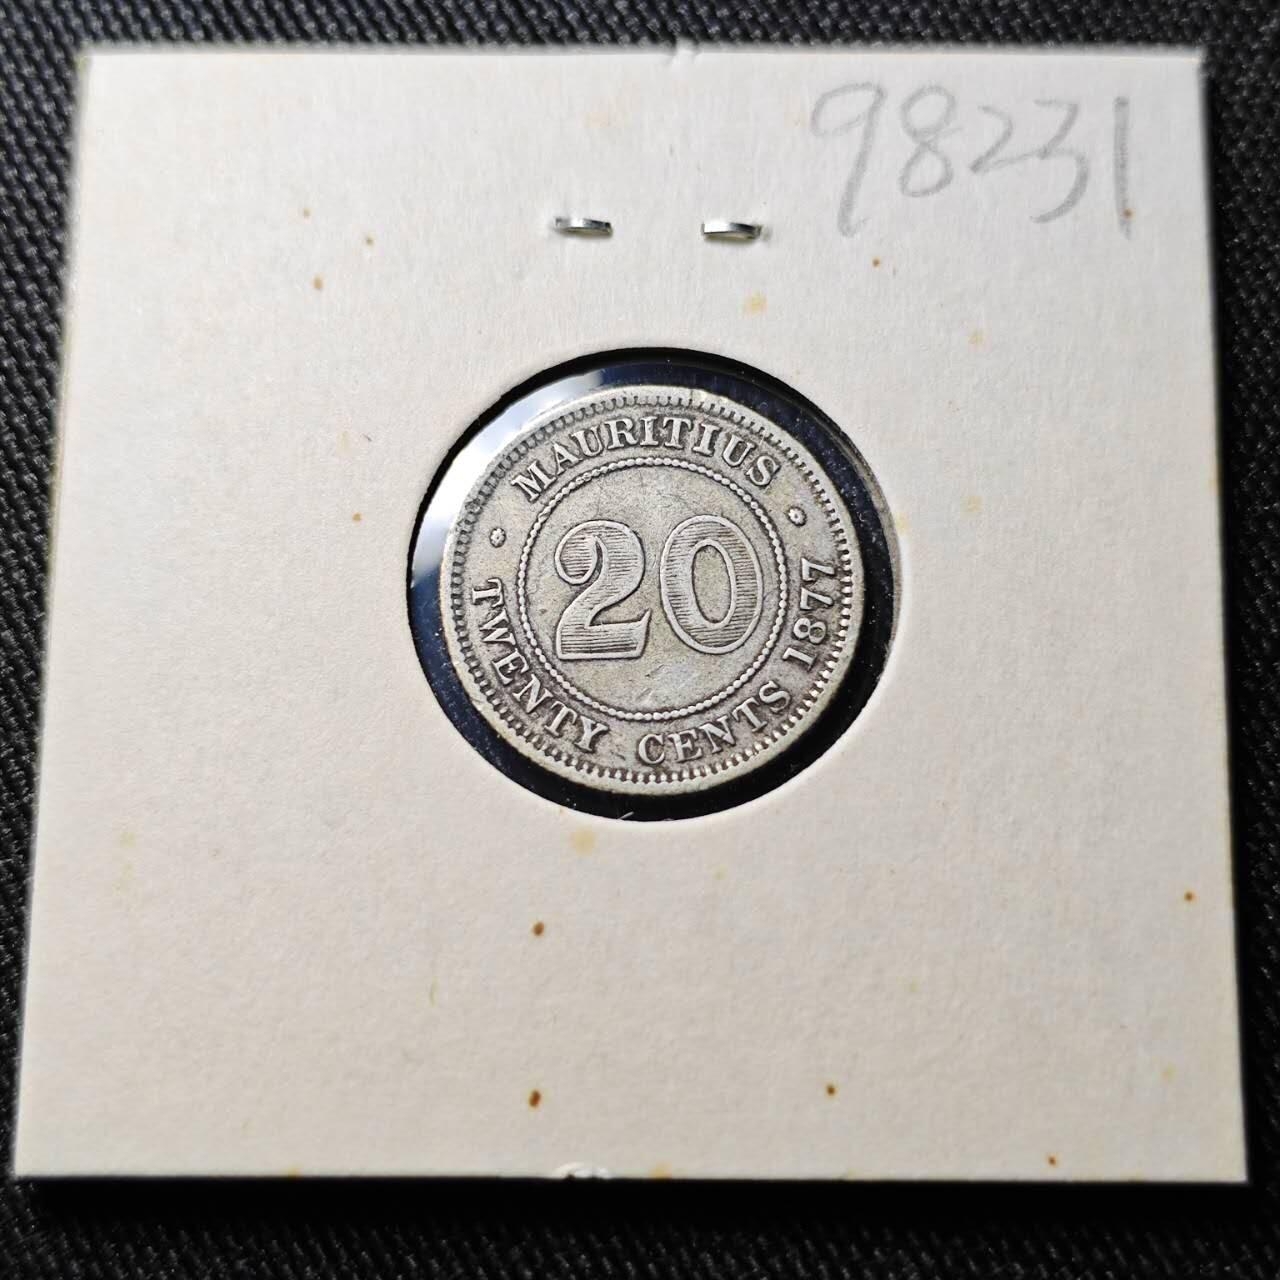 98231
MAURITIUS
20
TWENTY CENTS 1877